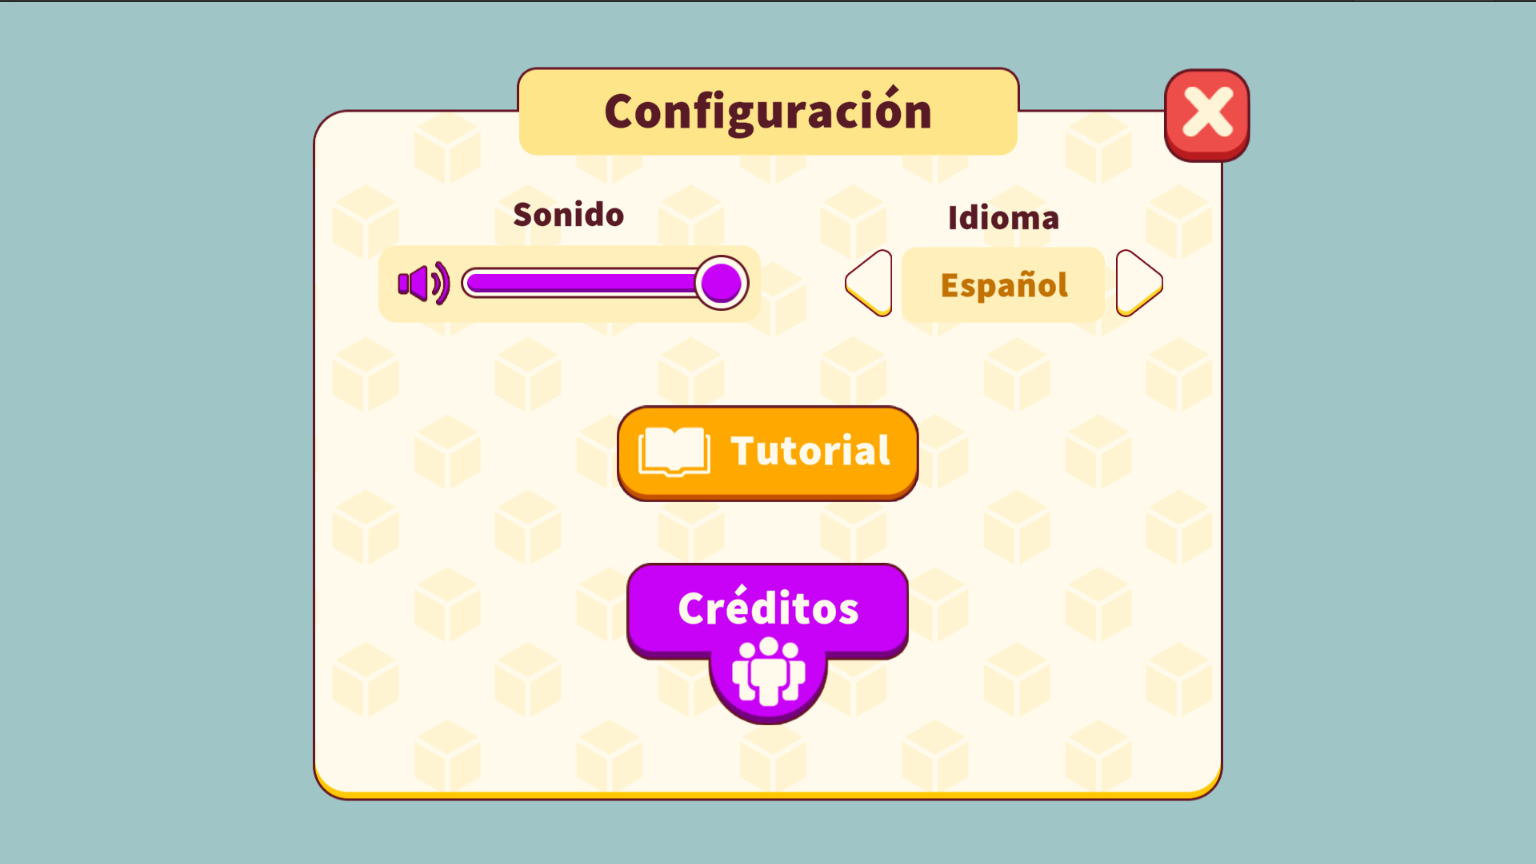 Configuración
Sonido
Idioma
Español
Tutorial
Créditos